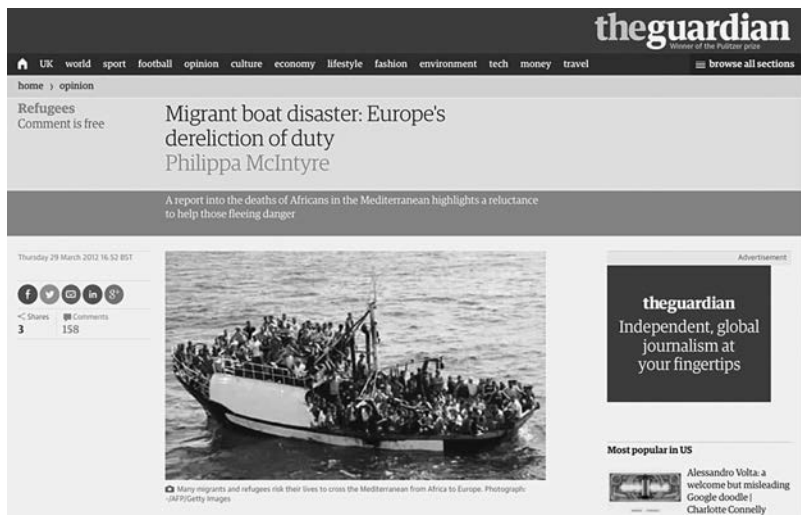 theguardian
Winner of the Pulitzer prize
UK world sport football opinion culture economy lifestyle fashion environment tech money travel browse all sections
home › opinion
Refugees
Comment is free
Migrant boat disaster: Europe's
dereliction of duty
Philippa McIntyre
A report into the deaths of Africans in the Mediterranean highlights a reluctance
to help those fleeing danger
Thursday 29 March 2012 16.52 BST
f in g+
Shares Comments
3 158
Many migrants and refugees risk their lives to cross the Mediterranean from Africa to Europe. Photograph:
-/AFP/Getty Images
Advertisement
theguardian
Independent, global
journalism at
your fingertips
Most popular in US
Alessandro Volta: a
welcome but misleading
Google doodle |
Charlotte Connelly